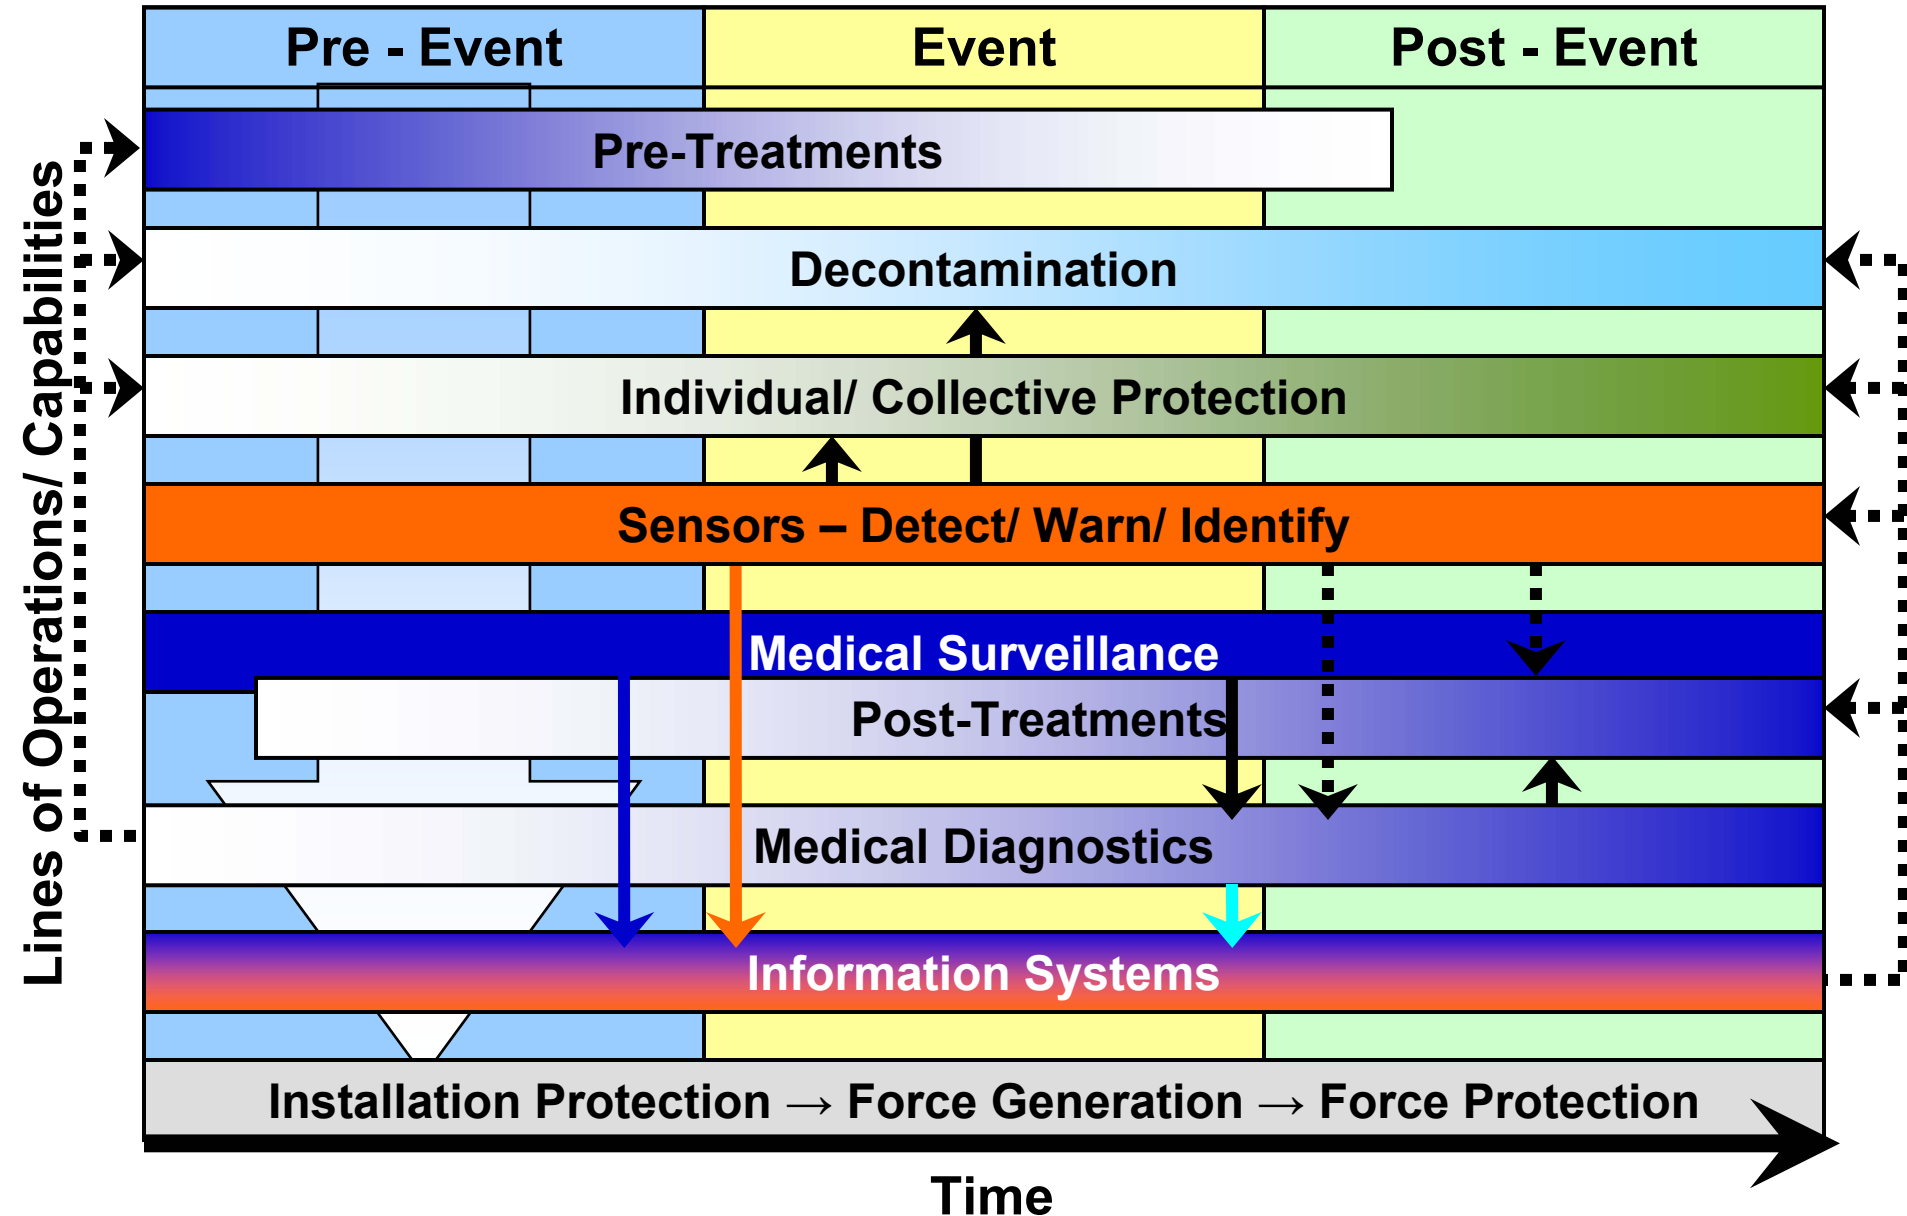 Pre - Event
Event
Post - Event
Lines of Operations/ Capabilities
Pre-Treatments
Decontamination
Individual/ Collective Protection
Sensors – Detect/ Warn/ Identify
Medical Surveillance
Post-Treatments
Medical Diagnostics
Information Systems
Installation Protection → Force Generation → Force Protection
Time